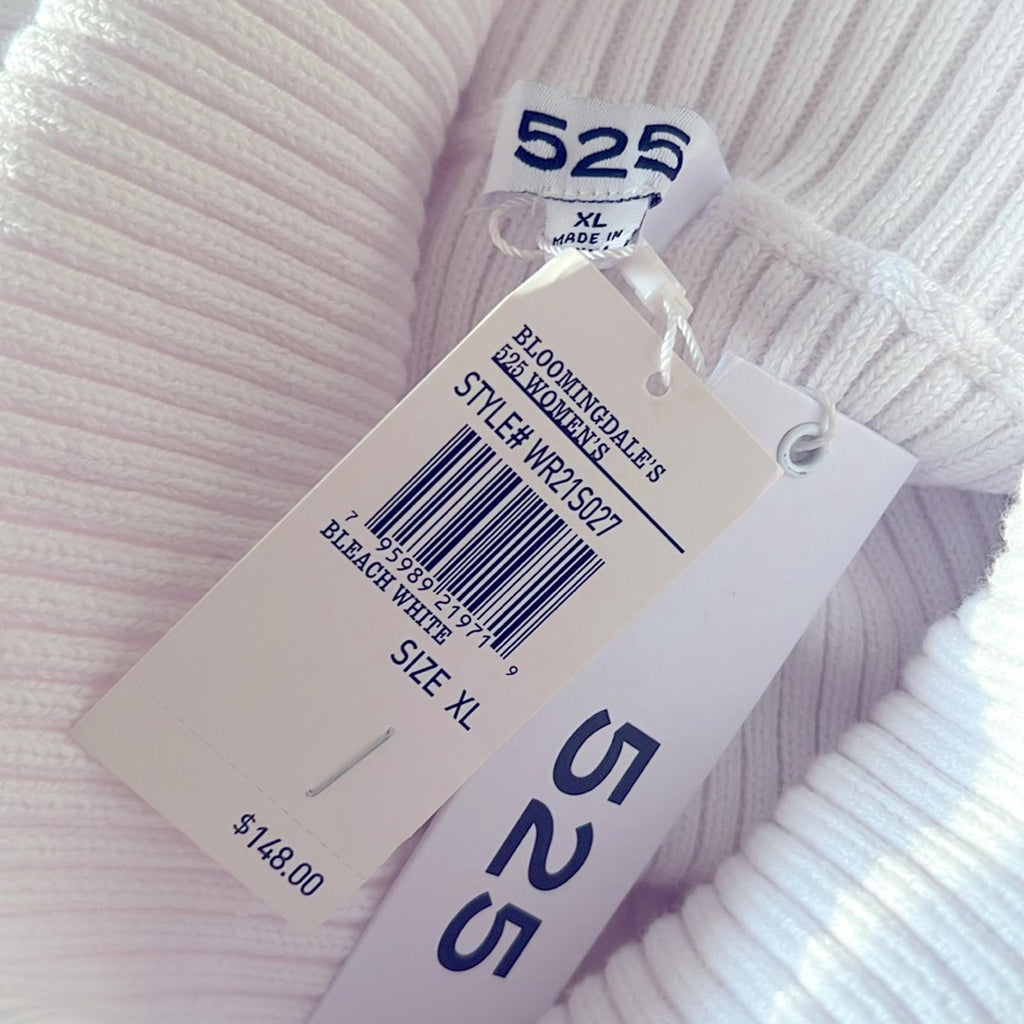 525
XL
MADE IN
BLOOMINGDALE'S
525 WOMEN'S
STYLE# WR21S027
7 95989 21971 9
BLEACH WHITE
SIZE XL
$148.00
525